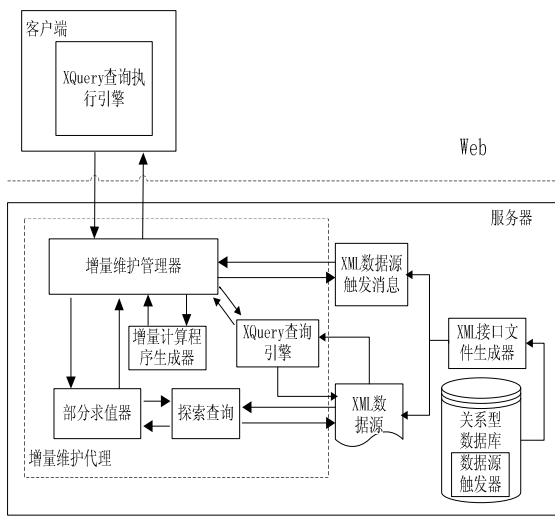 客户端
XQuery查询执
行引擎
Web
服务器
增量维护管理器
XML数据源
触发消息
增量计算程
序生成器
XQuery查询
引擎
XML接口文
件生成器
部分求值器
探索查询
XML数
据源
关系型
数据库
数据源
触发器
增量维护代理